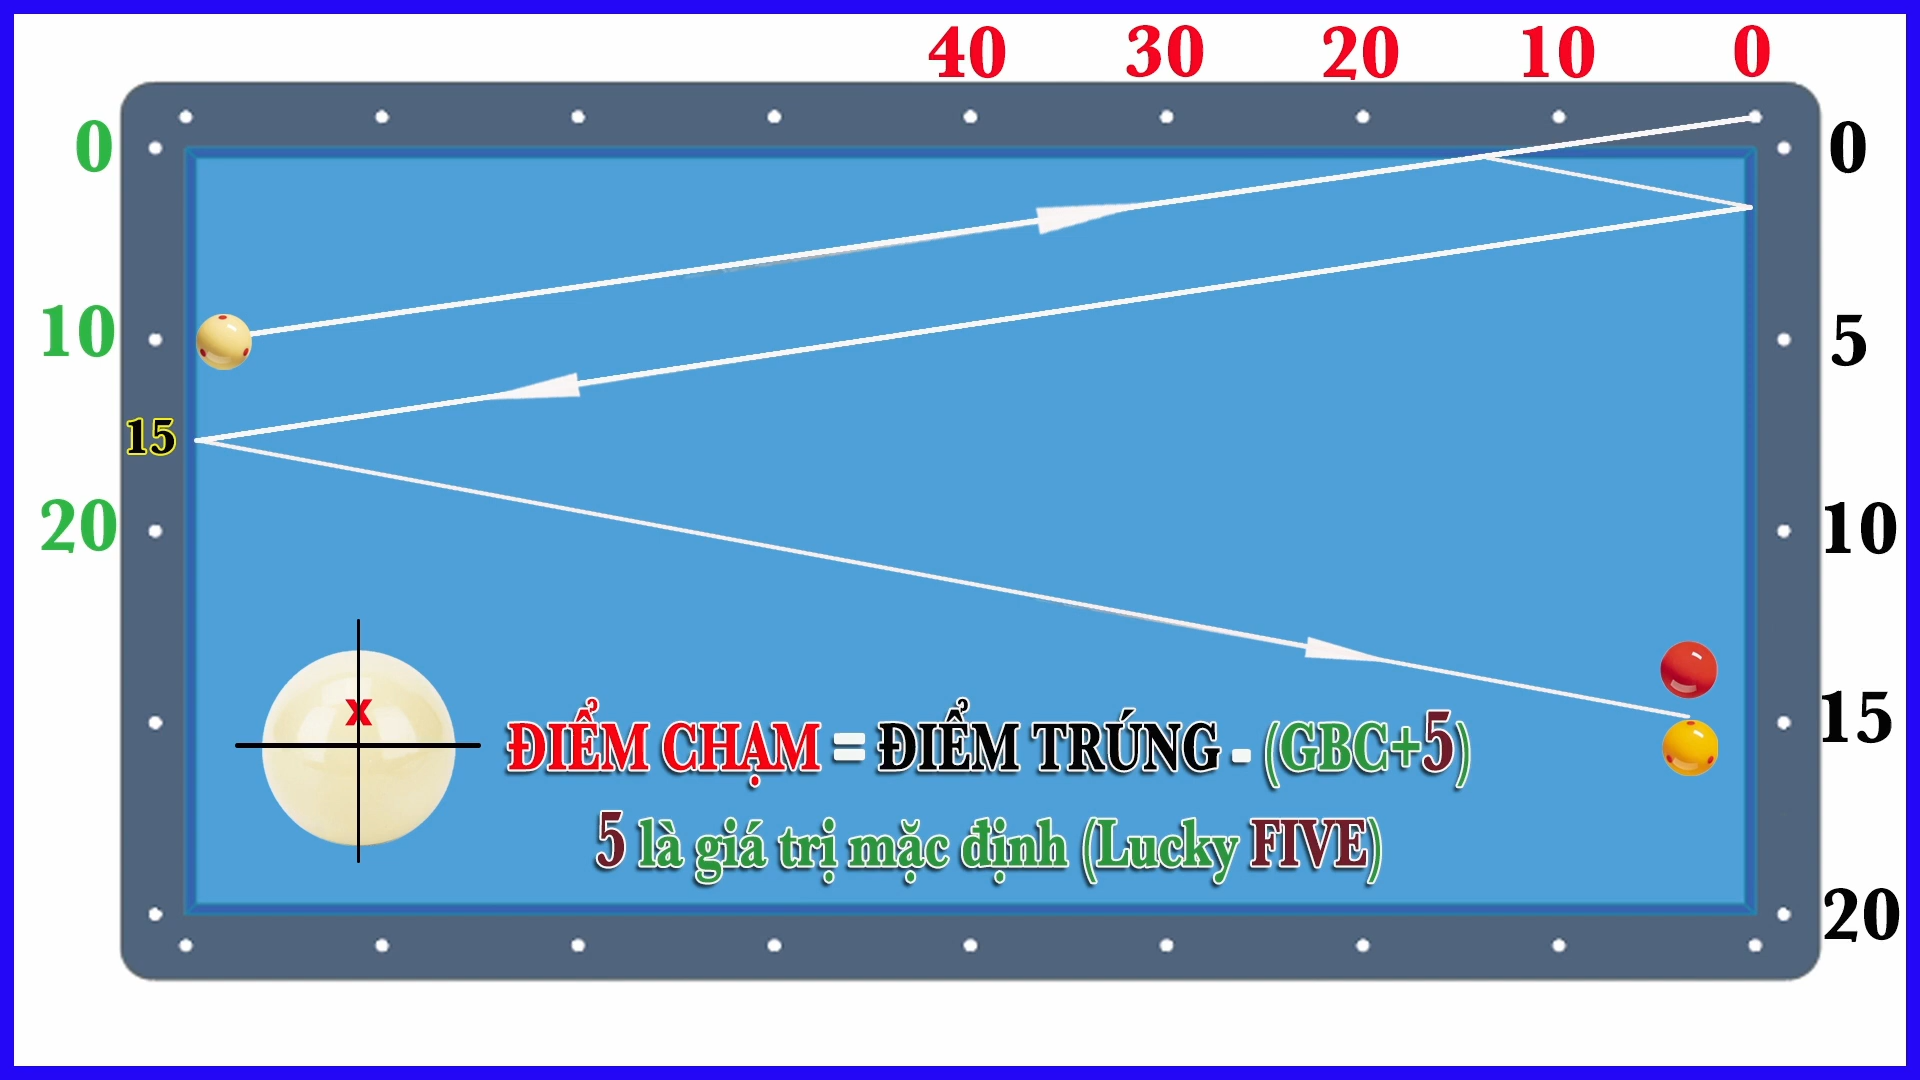 40 30 20 10 0
0 0
10 5
15
20 10
x
ĐIỂM CHẠM = ĐIỂM TRÚNG - (GBC+5) 15
5 là giá trị mặc định (Lucky FIVE)
20